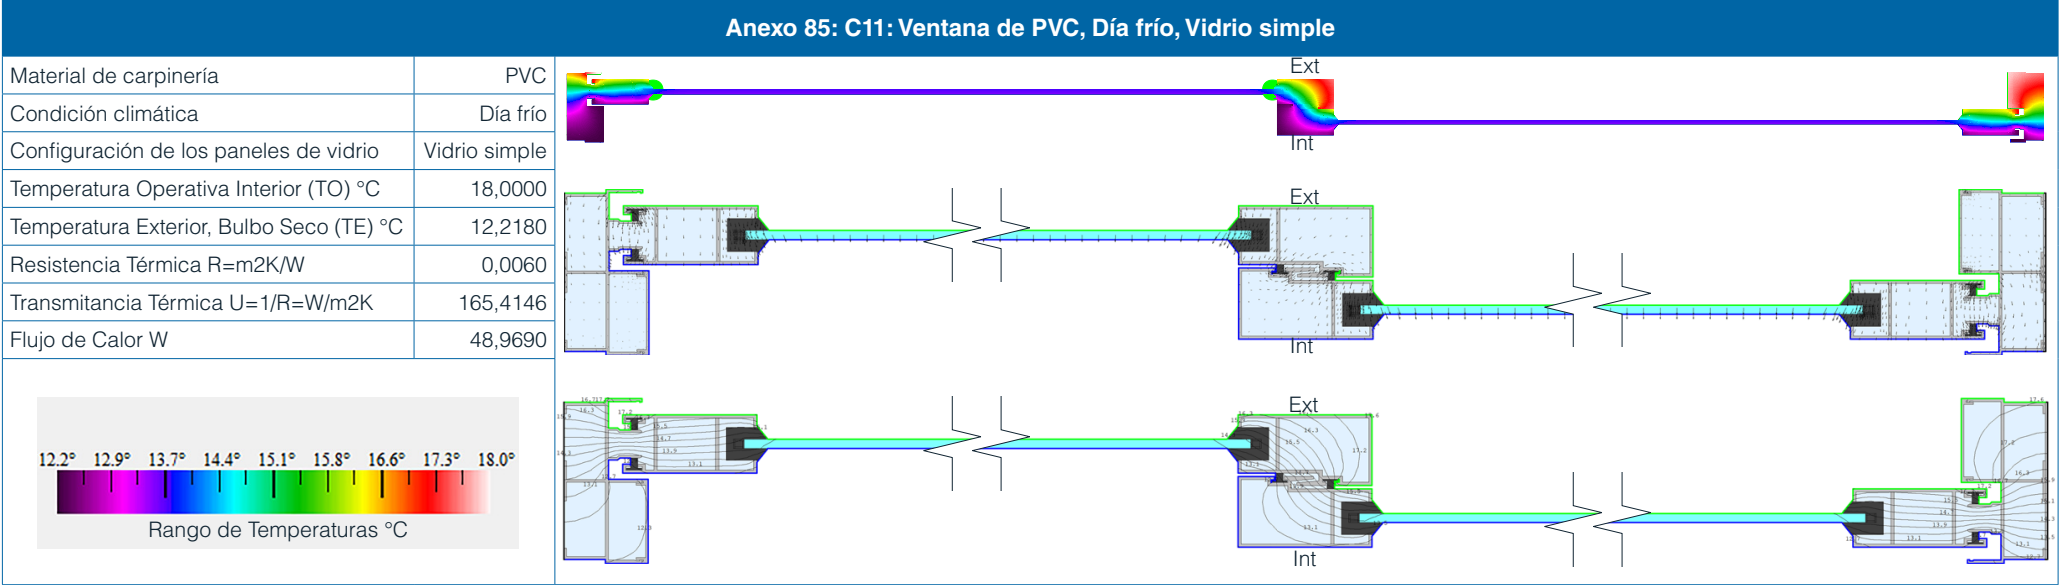 Anexo 85: C11: Ventana de PVC, Día frío, Vidrio simple
Material de carpinería PVC
Condición climática Día frío
Configuración de los paneles de vidrio Vidrio simple
Temperatura Operativa Interior (TO) °C 18,0000
Temperatura Exterior, Bulbo Seco (TE) °C 12,2180
Resistencia Térmica R=m2K/W 0,0060
Transmitancia Térmica U=1/R=W/m2K 165,4146
Flujo de Calor W 48,9690
12.2° 12.9° 13.7° 14.4° 15.1° 15.8° 16.6° 17.3° 18.0°
Rango de Temperaturas °C
Ext
Int
Ext
Int
Ext
Int